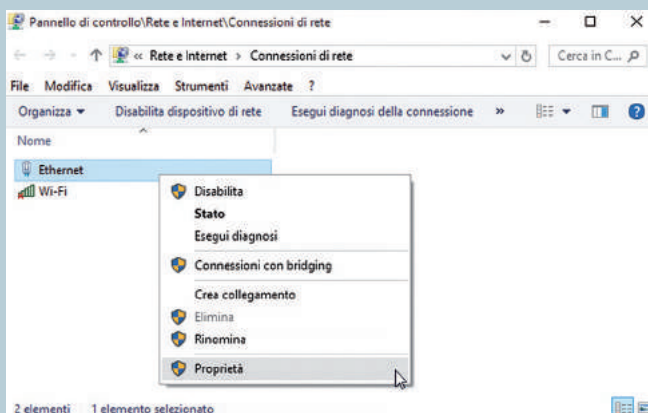 Pannello di controllo\Rete e Internet\Connessioni di rete
« Rete e Internet › Connessioni di rete
Cerca in C...
File Modifica Visualizza Strumenti Avanzate ?
Organizza Disabilita dispositivo di rete Esegui diagnosi della connessione »
Nome
Ethernet
Wi-Fi
Disabilita
Stato
Esegui diagnosi
Connessioni con bridging
Crea collegamento
Elimina
Rinomina
Proprietà
2 elementi 1 elemento selezionato